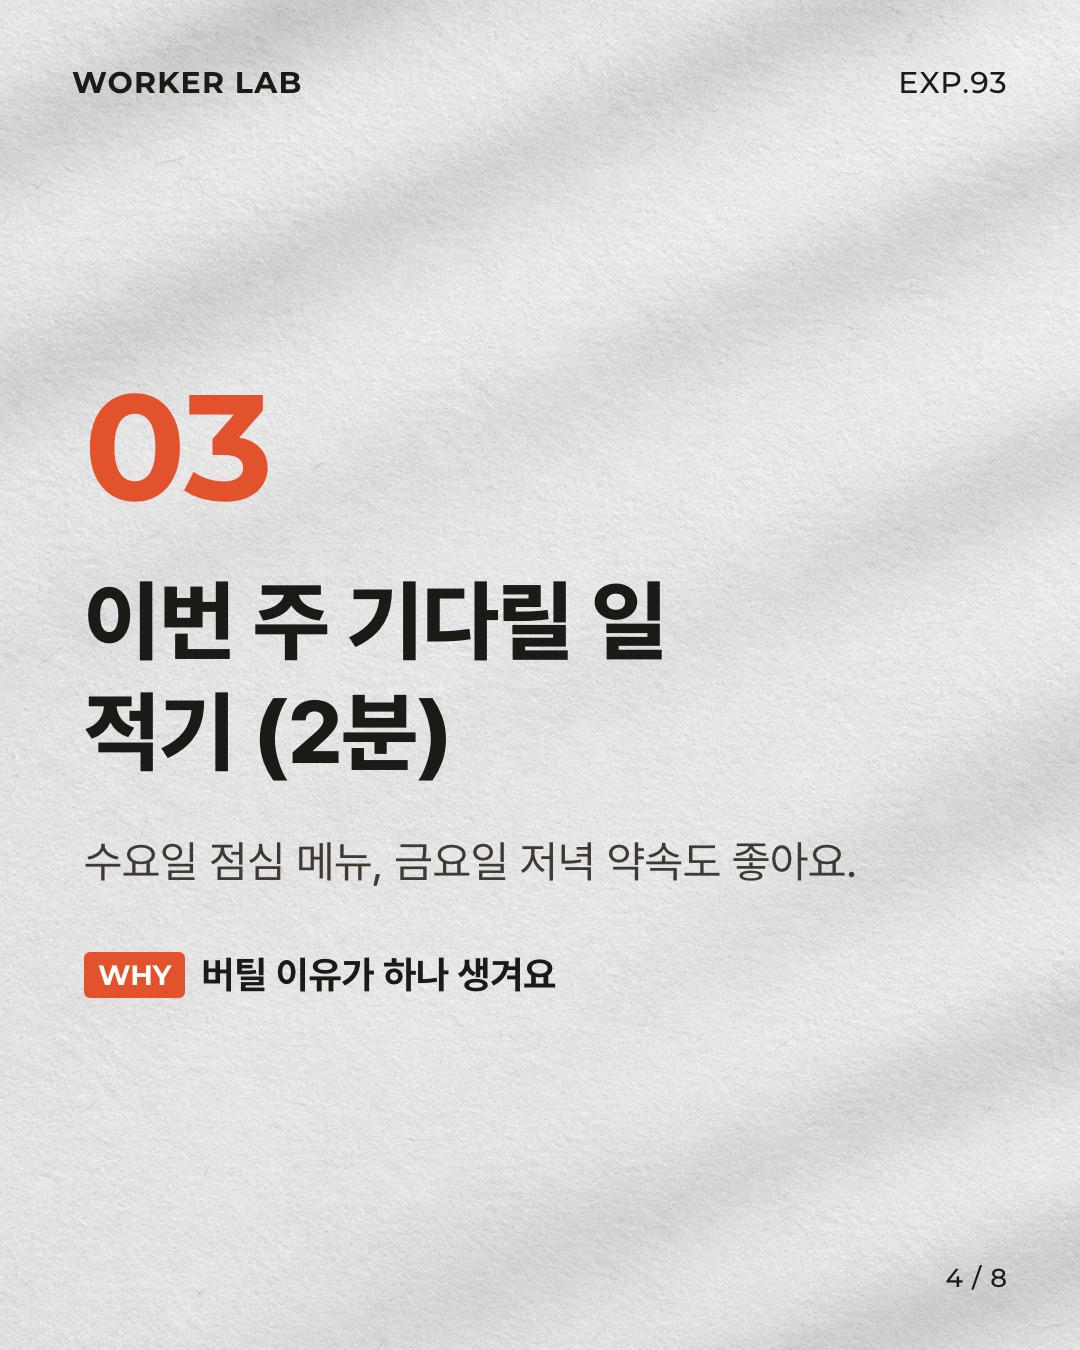 WORKER LAB
EXP.93
03
이번 주 기다릴 일
적기 (2분)
수요일 점심 메뉴, 금요일 저녁 약속도 좋아요.
WHY 버틸 이유가 하나 생겨요
4 / 8